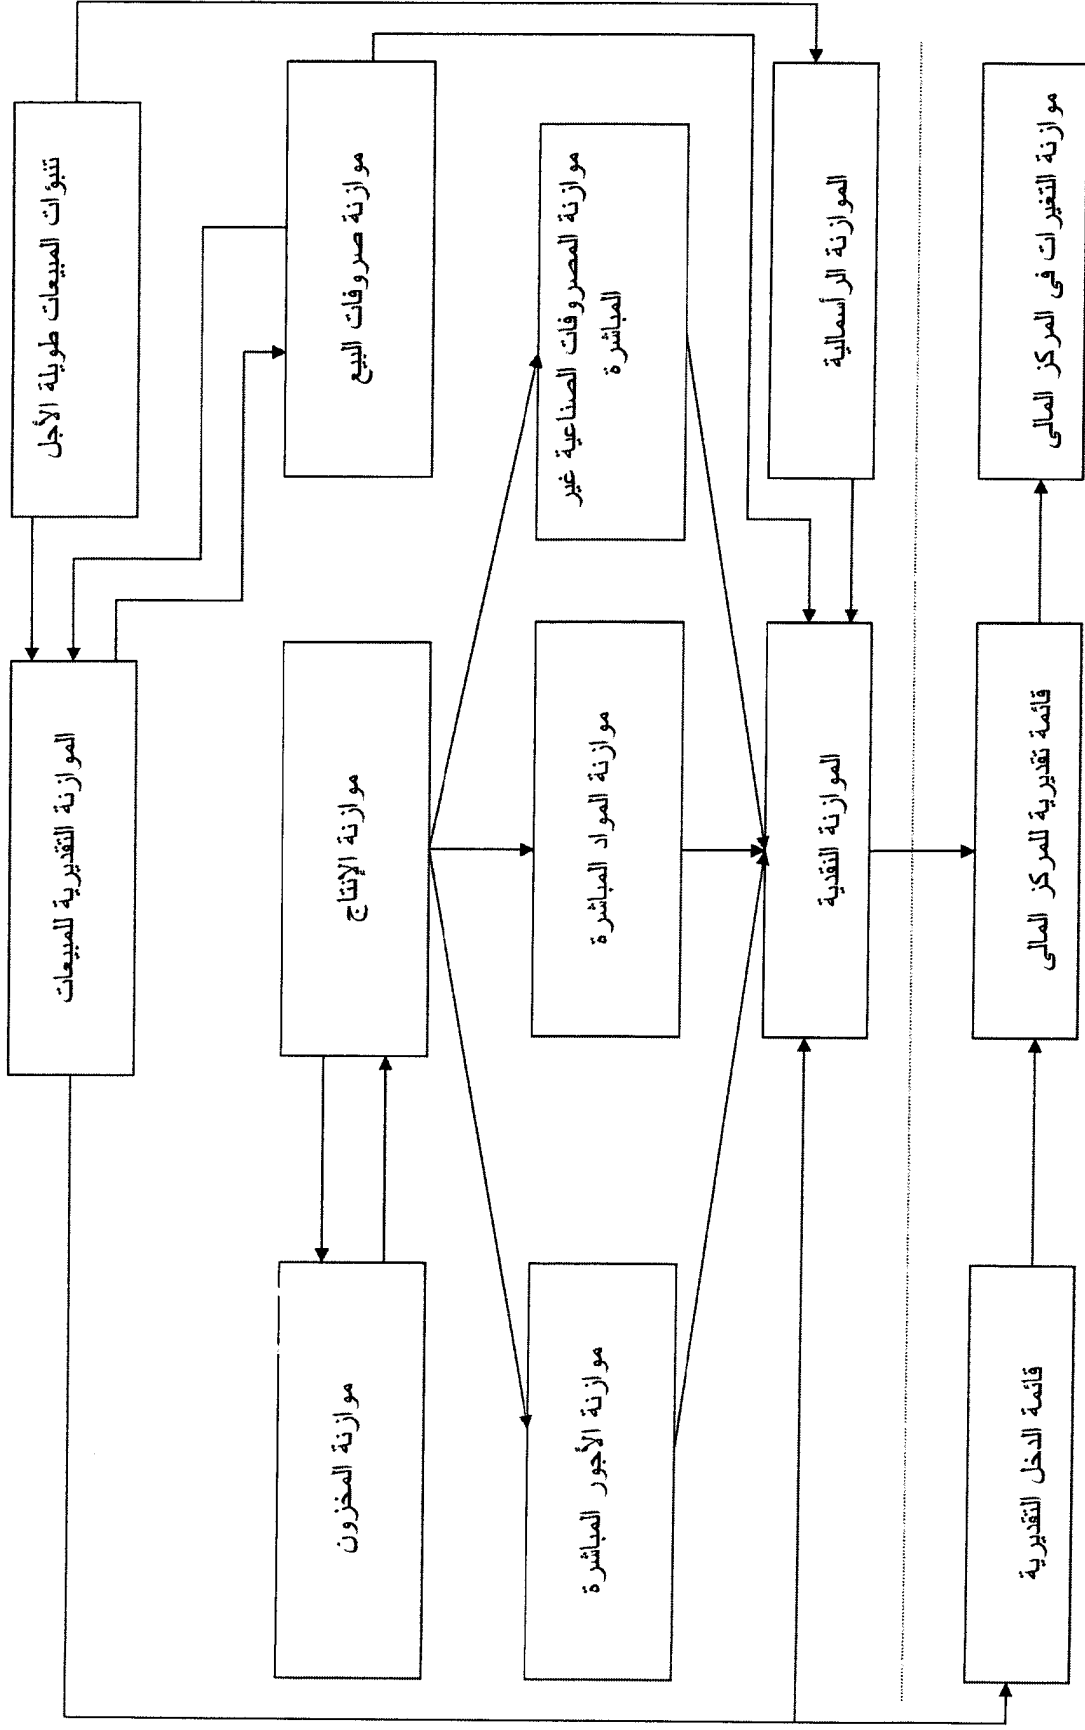 تنبؤات المبيعات طويلة الأجل
الموازنة التقديرية للمبيعات
موازنة صروفات البيع
موازنة الإنتاج
موازنة المخزون
موازنة المصروفات الصناعية غير
المباشرة
موازنة المواد المباشرة
موازنة الأجور المباشرة
الموازنة الرأسمالية
الموازنة النقدية
موازنة التغيرات فى المركز المالى
قائمة تقديرية للمركز المالى
قائمة الدخل التقديرية